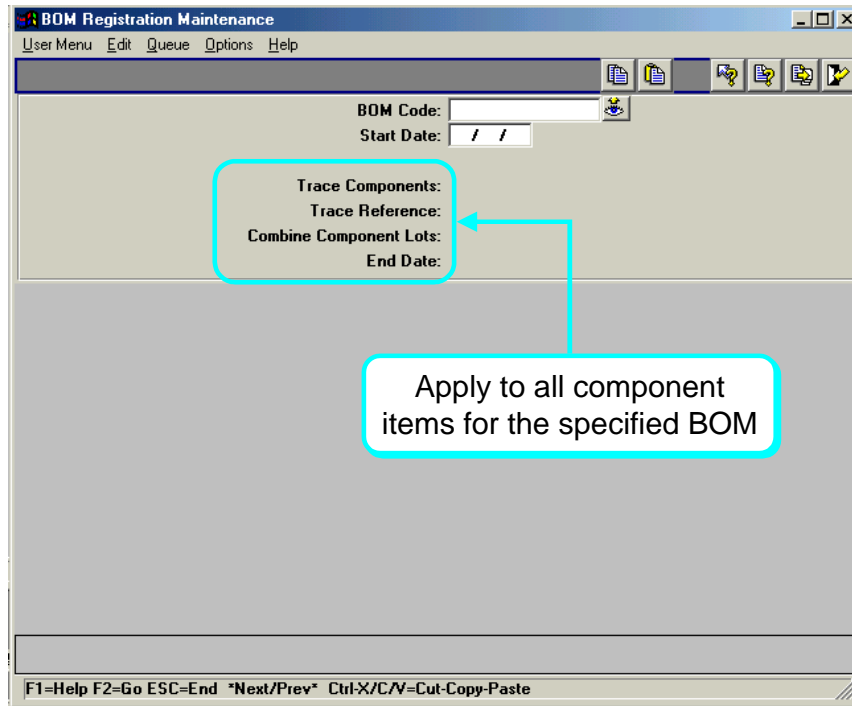 BOM Registration Maintenance
User Menu Edit Queue Options Help
BOM Code:
Start Date: / /
Trace Components:
Trace Reference:
Combine Component Lots:
End Date:
Apply to all component
items for the specified BOM
F1=Help F2=Go ESC=End *Next/Prev* Ctrl-X/C/V=Cut-Copy-Paste